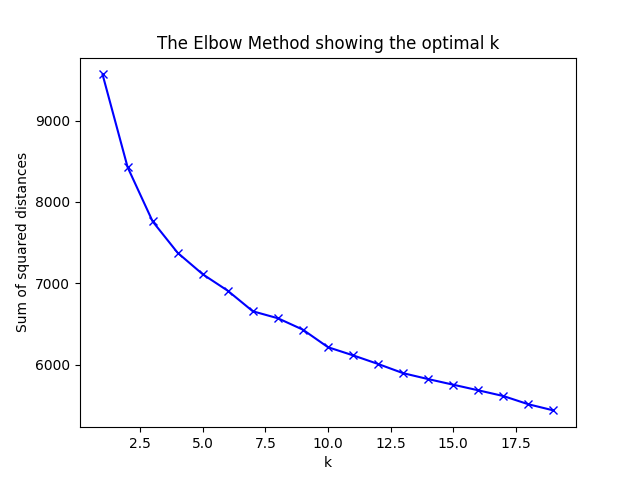 The Elbow Method showing the optimal k
Sum of squared distances
9000
8000
7000
6000
2.5 5.0 7.5 10.0 12.5 15.0 17.5
k